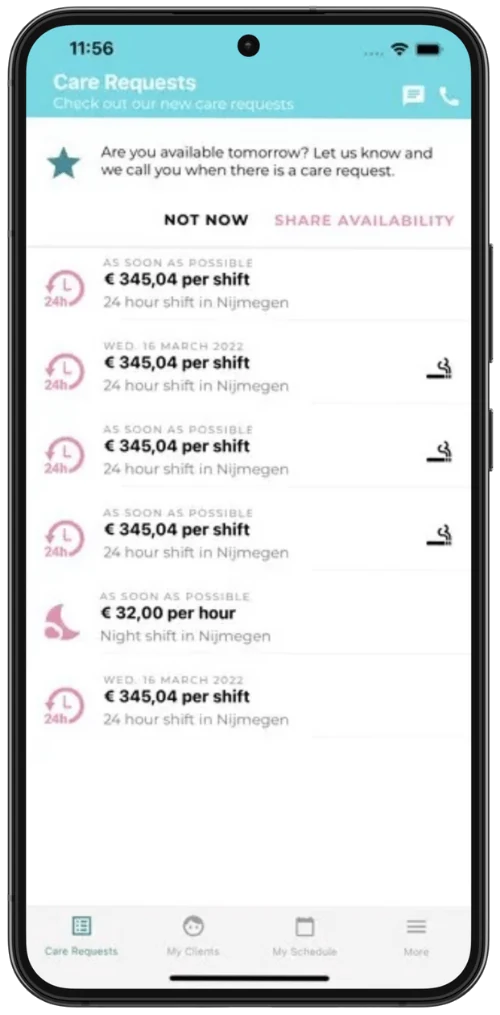 11:56
Care Requests
Check out our new care requests
Are you available tomorrow? Let us know and
we call you when there is a care request.
NOT NOW SHARE AVAILABILITY
AS SOON AS POSSIBLE
€ 345,04 per shift
24h 24 hour shift in Nijmegen
WED. 16 MARCH 2022
€ 345,04 per shift
24h 24 hour shift in Nijmegen
AS SOON AS POSSIBLE
€ 345,04 per shift
24h 24 hour shift in Nijmegen
AS SOON AS POSSIBLE
€ 345,04 per shift
24h 24 hour shift in Nijmegen
AS SOON AS POSSIBLE
€ 32,00 per hour
Night shift in Nijmegen
WED. 16 MARCH 2022
€ 345,04 per shift
24h 24 hour shift in Nijmegen
Care Requests My Clients My Schedule More